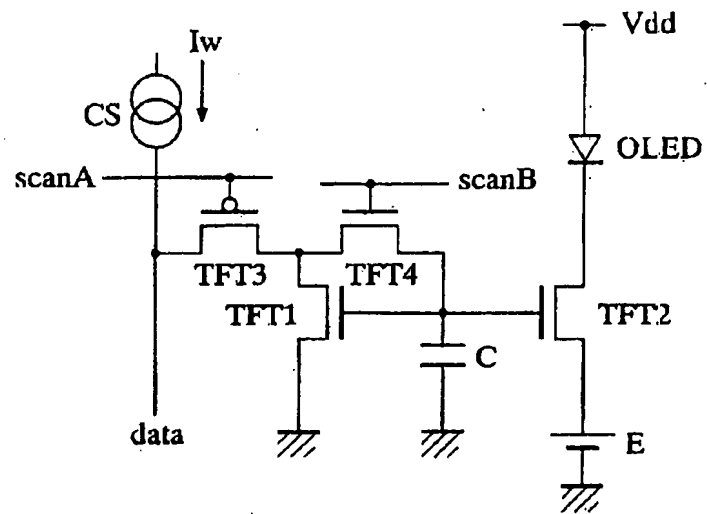 Iw
Vdd
CS
OLED
scanA
scanB
TFT3
TFT4
TFT1
TFT2
C
data
E